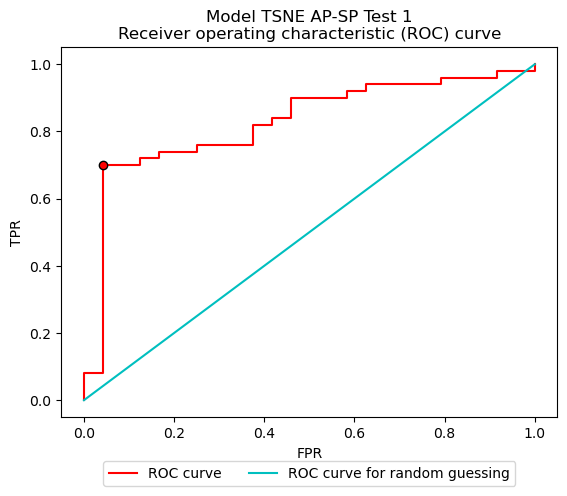 Model TSNE AP-SP Test 1
Receiver operating characteristic (ROC) curve
TPR
1.0
0.8
0.6
0.4
0.2
0.0
0.0 0.2 0.4 0.6 0.8 1.0
FPR
ROC curve ROC curve for random guessing